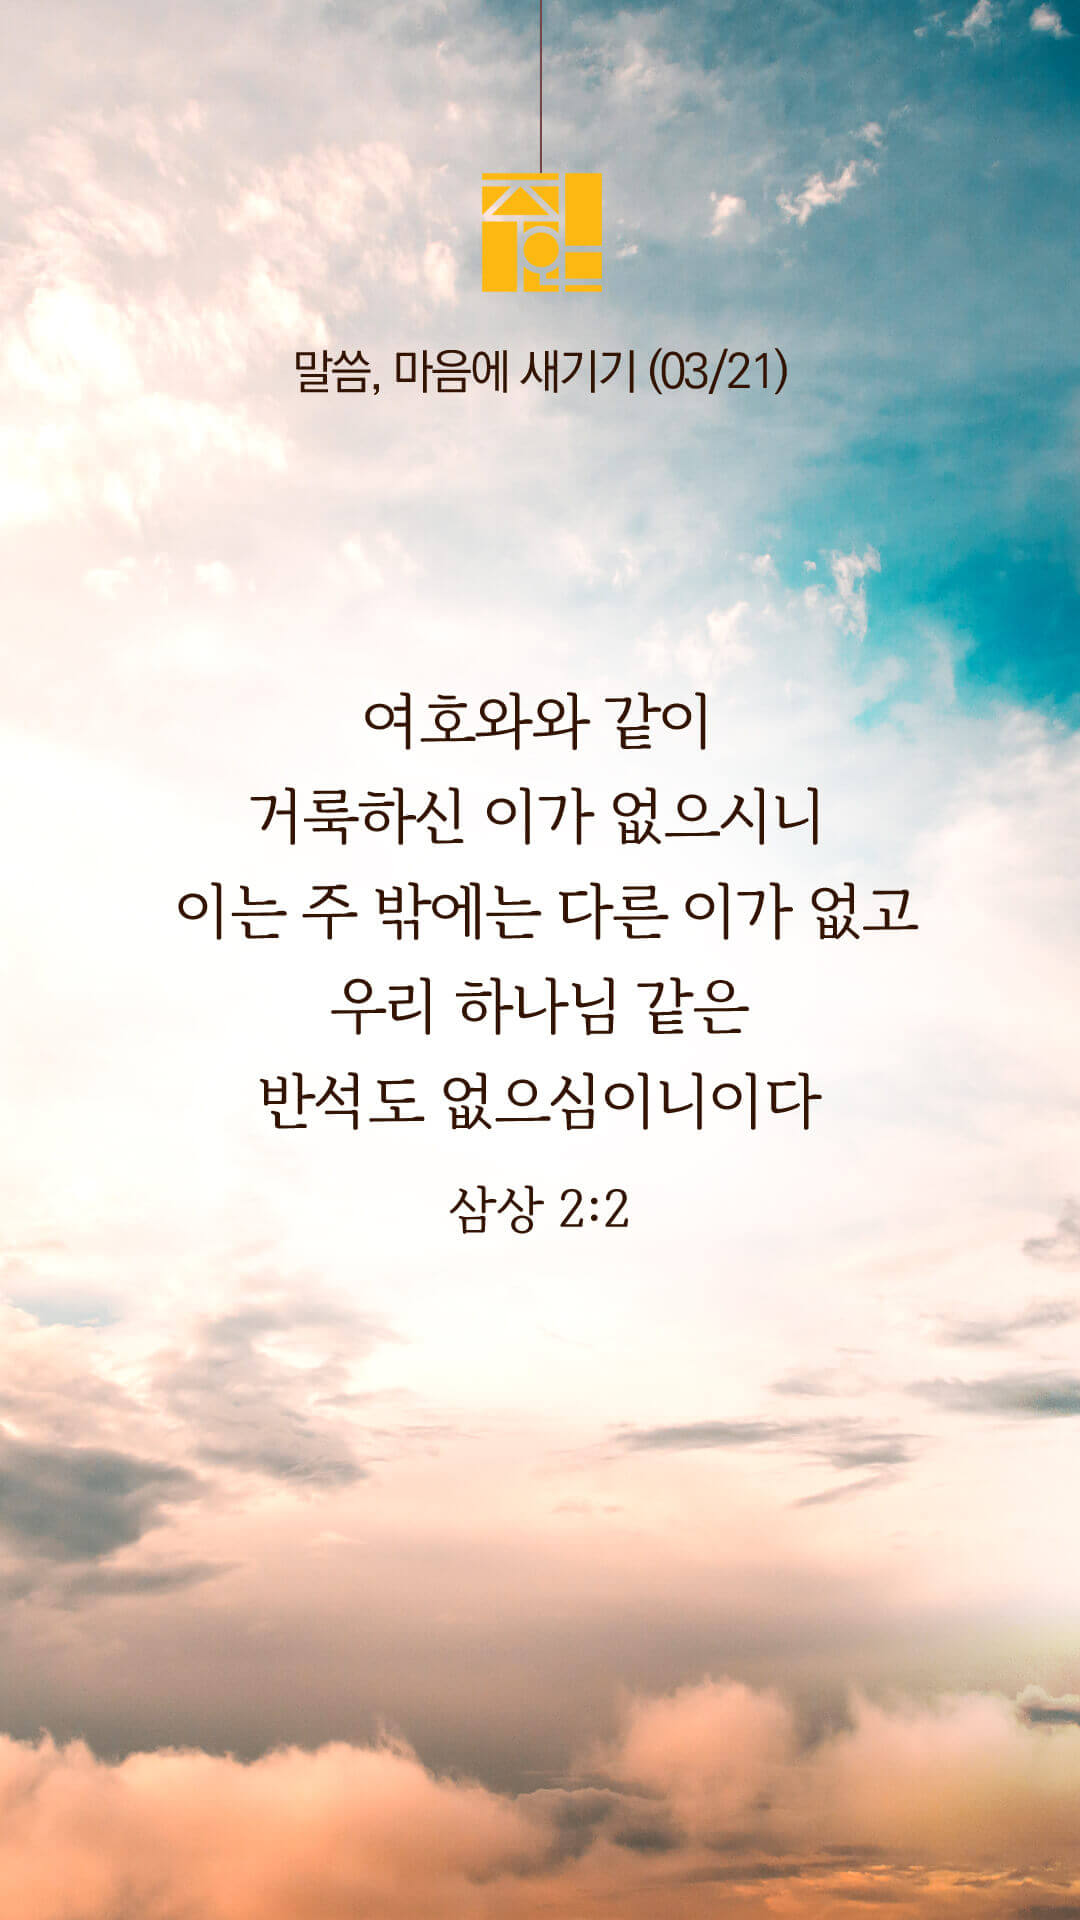 말씀, 마음에 새기기 (03/21)
여호와와 같이
거룩하신 이가 없으시니
이는 주 밖에는 다른 이가 없고
우리 하나님 같은
반석도 없으심이니이다
삼상 2:2